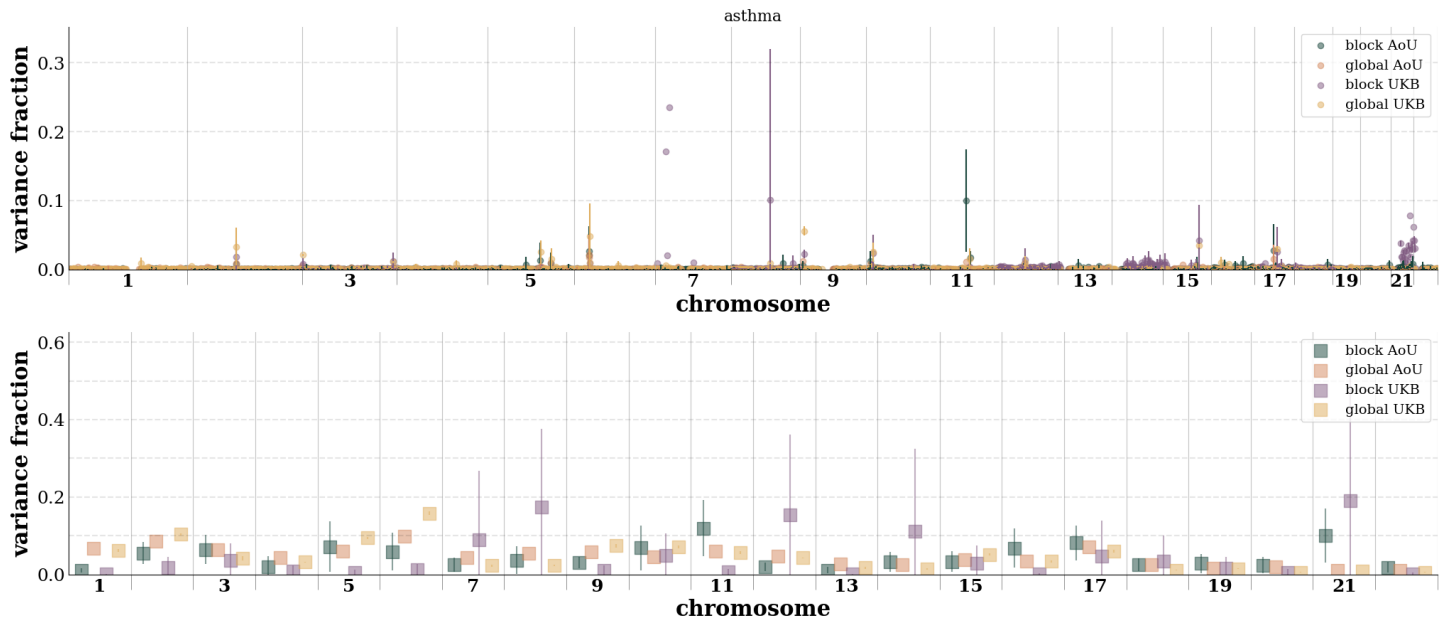 asthma
variance fraction
0.3
0.2
0.1
0.0
block AoU
global AoU
block UKB
global UKB
1 3 5 7 9 11 13 15 17 19 21
chromosome
variance fraction
0.6
0.4
0.2
0.0
block AoU
global AoU
block UKB
global UKB
1 3 5 7 9 11 13 15 17 19 21
chromosome